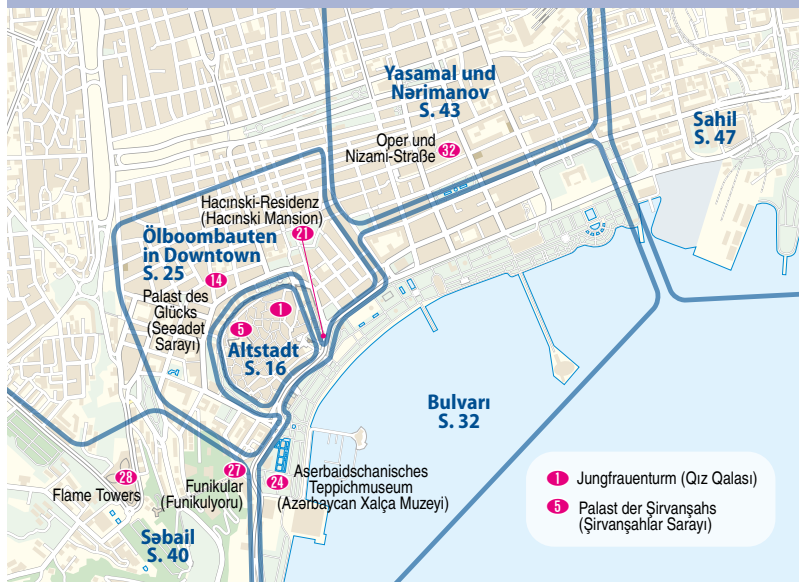 Yasamal und
Nərimanov
S. 43
Sahil
S. 47
Oper und
Nizami-Straße
32
Hacınski-Residenz
(Hacınski Mansion)
21
Ölboombauten
in Downtown
S. 25
14
Palast des
Glücks
(Seəadət
Sarayı)
1
5
Altstadt
S. 16
Bulvarı
S. 32
28
Flame Towers
27
Funikular
(Funikulyoru)
24
Aserbaidschanisches
Teppichmuseum
(Azərbaycan Xalça Muzeyi)
Səbail
S. 40
1 Jungfrauenturm (Qız Qalası)
5 Palast der Şirvanşahs
(Şirvanşahlar Sarayı)